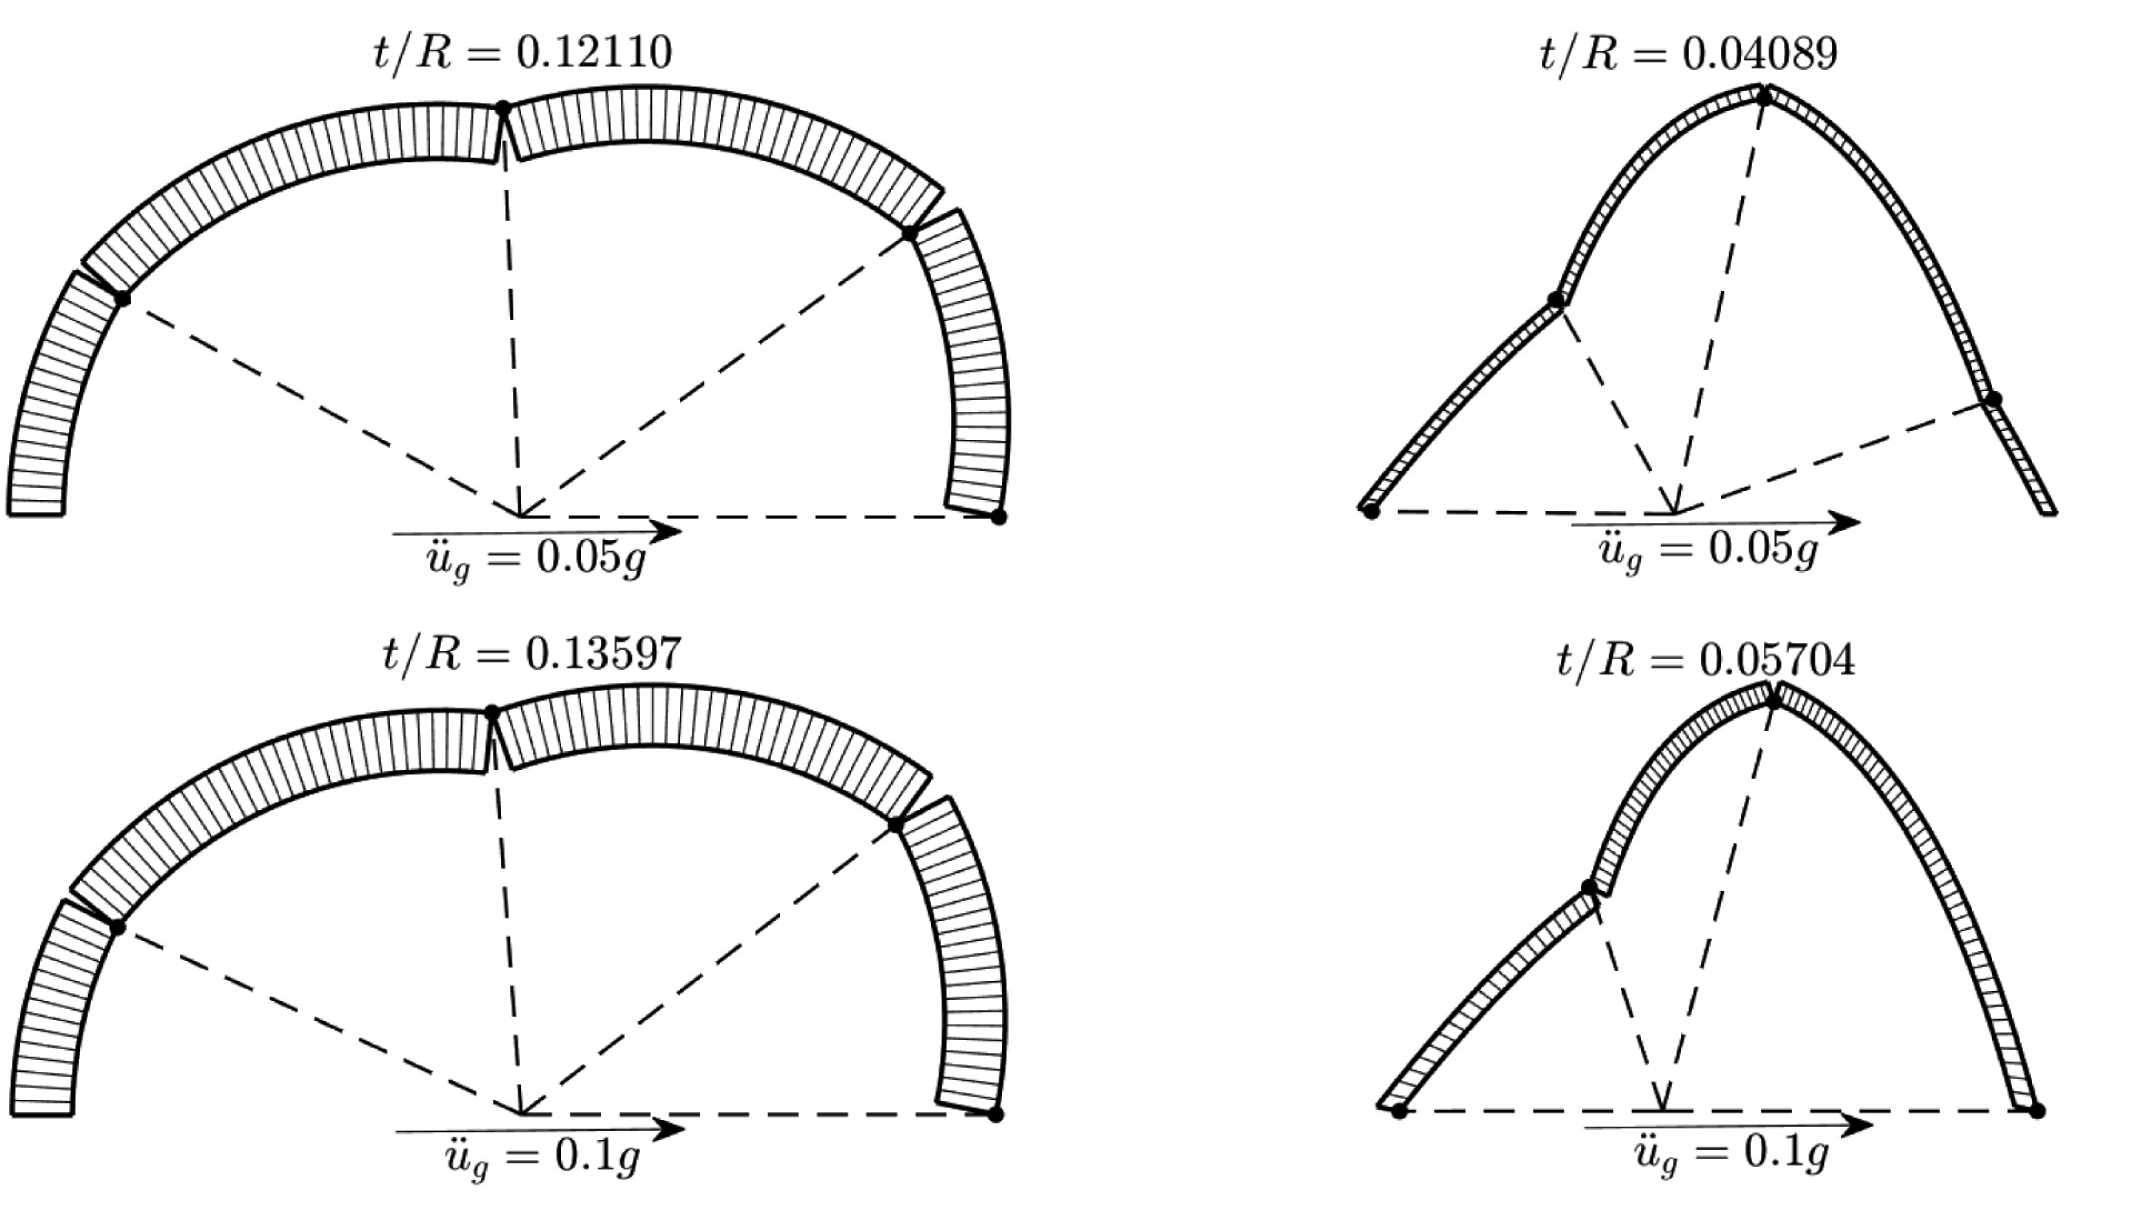 t/R = 0.12110
t/R = 0.04089
ü_g = 0.05g
ü_g = 0.05g
t/R = 0.13597
t/R = 0.05704
ü_g = 0.1g
ü_g = 0.1g